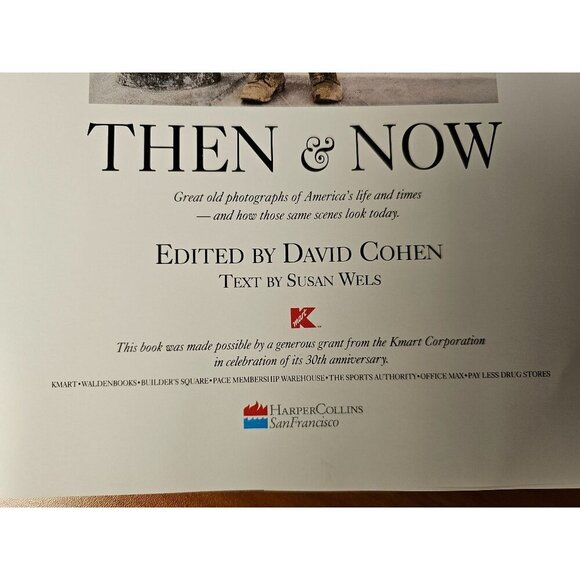 THEN & NOW
Great old photographs of America's life and times
— and how those same scenes look today.
EDITED BY DAVID COHEN
TEXT BY SUSAN WELS
K
mart
This book was made possible by a generous grant from the Kmart Corporation
in celebration of its 30th anniversary.
KMART•WALDENBOOKS•BUILDER'S SQUARE•PACE MEMBERSHIP WAREHOUSE•THE SPORTS AUTHORITY•OFFICE MAX•PAY LESS DRUG STORES
HARPERCOLLINS
SanFrancisco